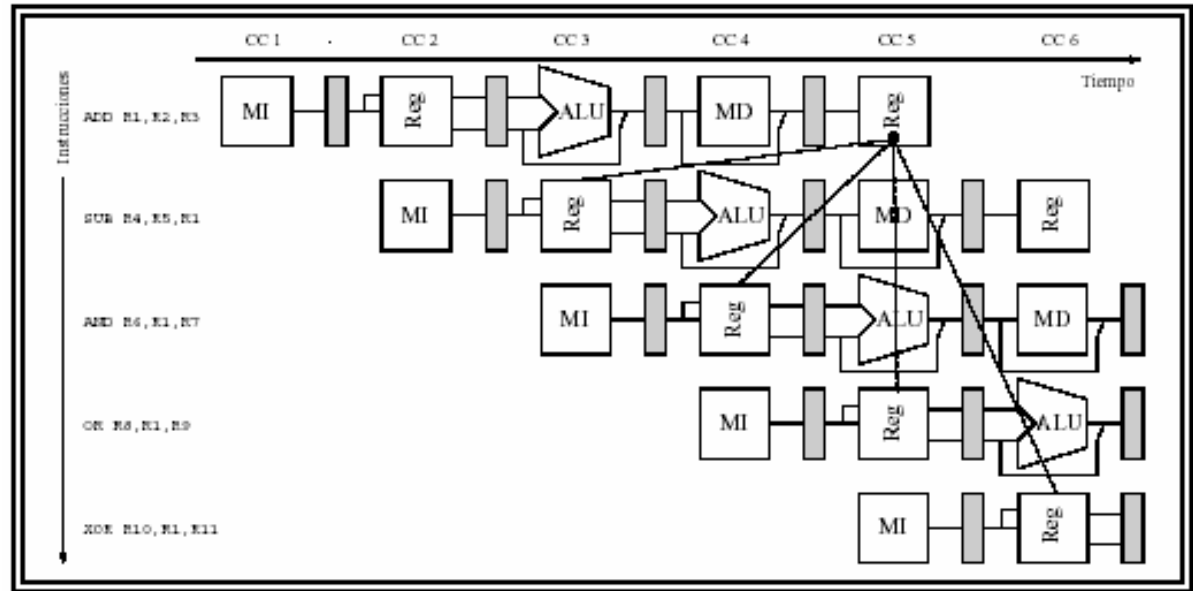 CC 1 . CC 2 CC 3 CC 4 CC 5 CC 6
Tiempo
Instrucciones
ADD R1,R2,R3 MI Reg ALU MD Reg
SUB R4,R5,R1 MI Reg ALU MD Reg
AND R6,R1,R7 MI Reg ALU MD
OR R8,R1,R9 MI Reg ALU
XOR R10,R1,R11 MI Reg